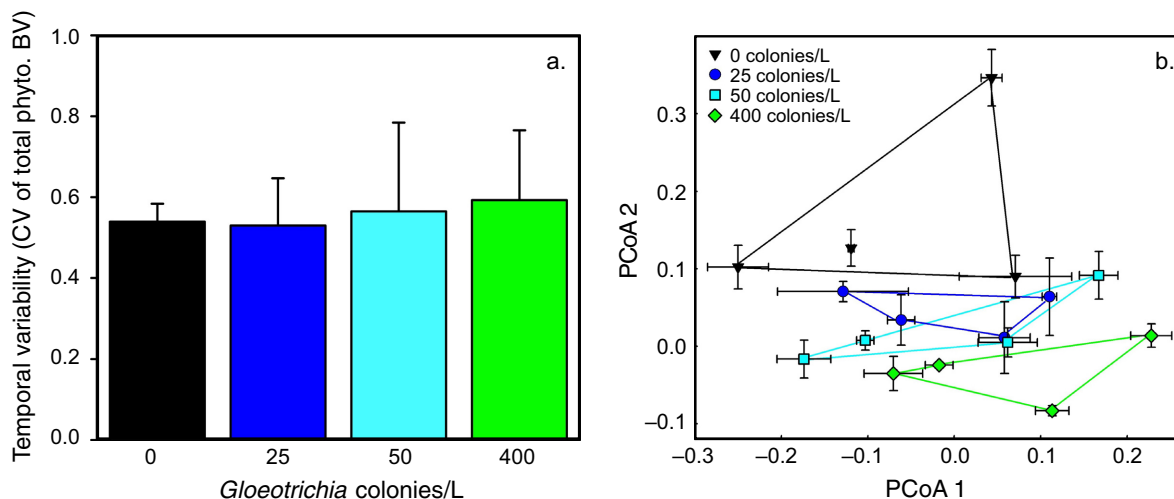 Temporal variability (CV of total phyto. BV)
1.0
0.8
0.6
0.4
0.2
0.0
a.
0 25 50 400
Gloeotrichia colonies/L
PCoA 2
0.3
0.2
0.1
0.0
–0.1
b.
0 colonies/L
25 colonies/L
50 colonies/L
400 colonies/L
–0.3 –0.2 –0.1 0.0 0.1 0.2
PCoA 1